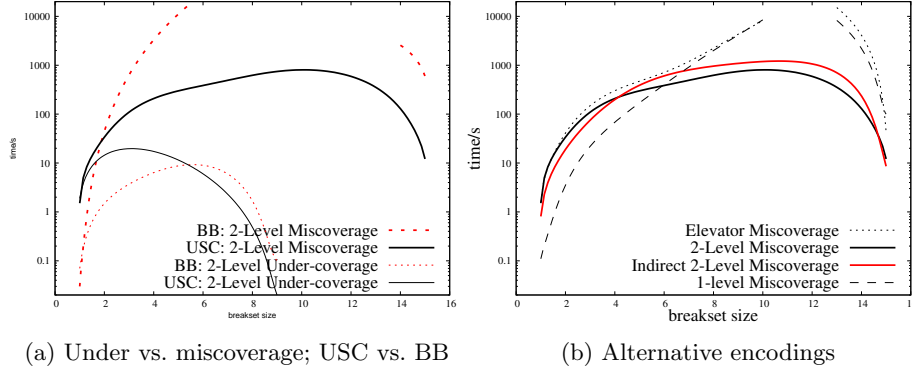 10000
1000
100
10
1
0.1
time/s
BB: 2-Level Miscoverage
USC: 2-Level Miscoverage
BB: 2-Level Under-coverage
USC: 2-Level Under-coverage
0 2 4 6 8 10 12 14 16
breakset size
(a) Under vs. miscoverage; USC vs. BB
10000
1000
100
10
1
0.1
time/s
Elevator Miscoverage
2-Level Miscoverage
Indirect 2-Level Miscoverage
1-level Miscoverage
0 2 4 6 8 10 12 14 1
breakset size
(b) Alternative encodings